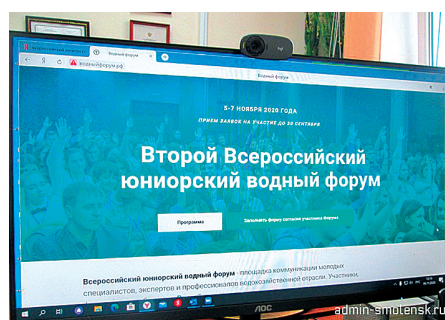 Водный форум
водныйфорум.рф
Водный форум
5-7 НОЯБРЯ 2020 ГОДА
ПРИЕМ ЗАЯВОК НА УЧАСТИЕ ДО 30 СЕНТЯБРЯ
Второй Всероссийский
юниорский водный форум
Программа
Заполнить форму согласия участника Форума
Всероссийский юниорский водный форум - площадка коммуникации молодых
специалистов, экспертов и профессионалов водохозяйственной отрасли. Участники,
AOC
admin-smolensk.ru